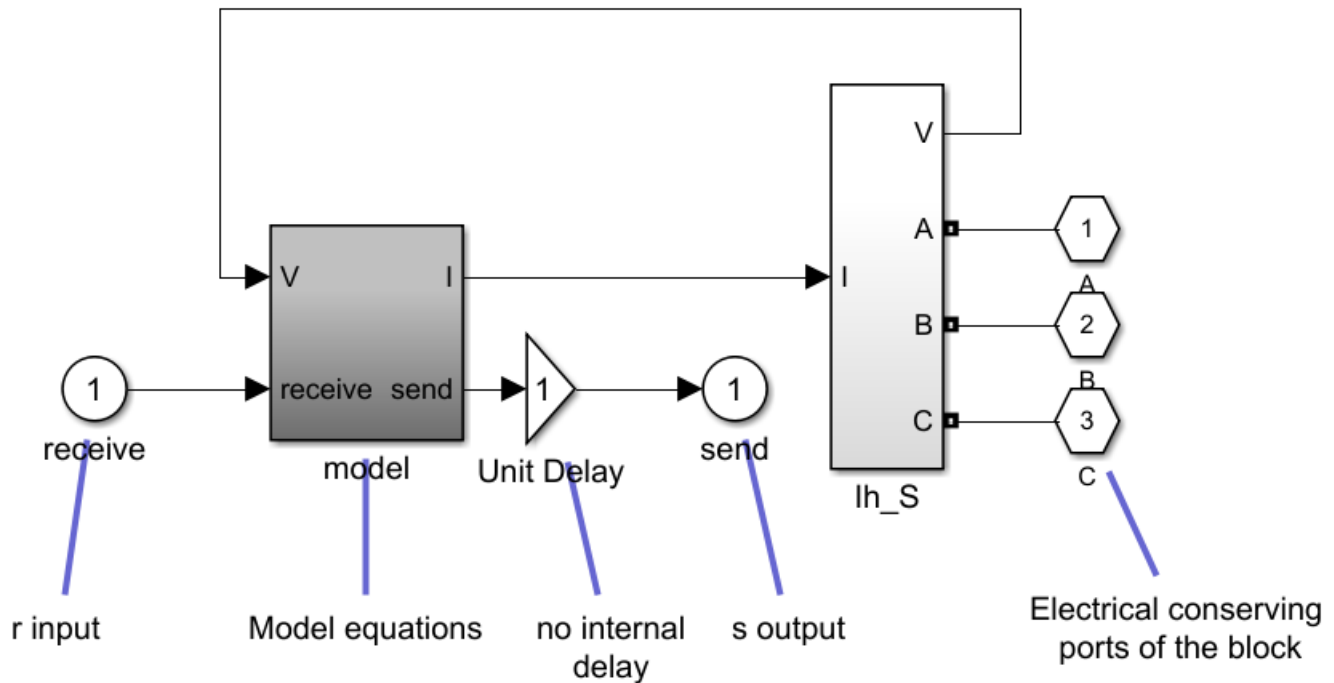 V
A
1
V
I
I
A
B
2
1
receive
send
1
1
B
C
3
receive
model
Unit Delay
send
C
Ih_S
r input
Model equations
no internal
delay
s output
Electrical conserving
ports of the block